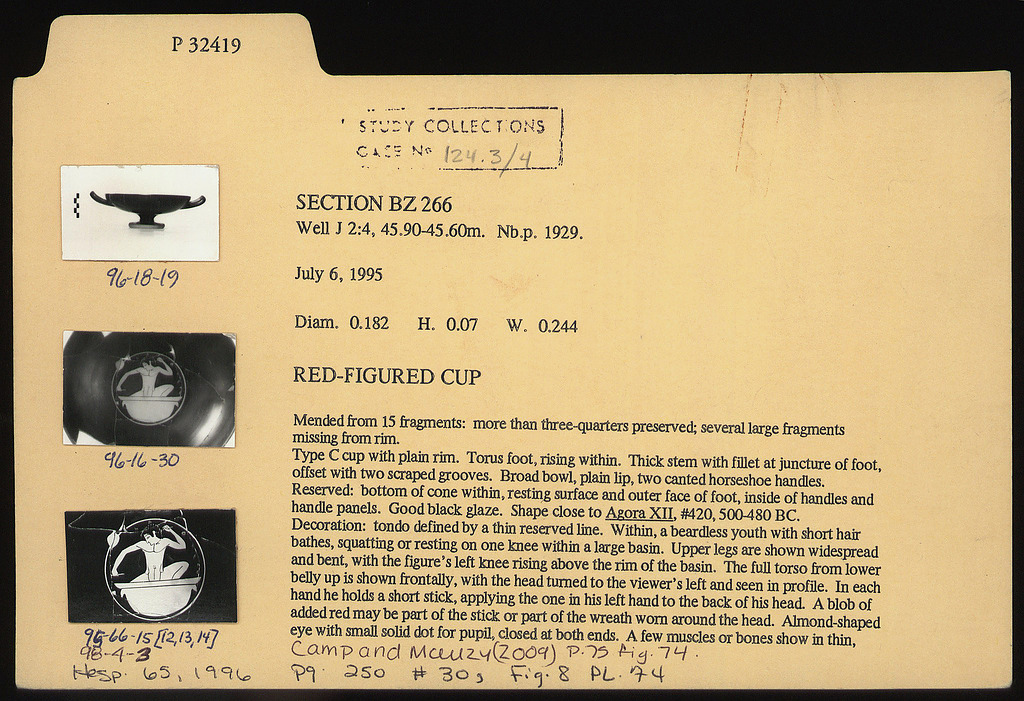 P 32419
STUDY COLLECTIONS
CASE No 124.3/4
SECTION BZ 266
Well J 2:4, 45.90-45.60m. Nb.p. 1929.
July 6, 1995
Diam. 0.182 H. 0.07 W. 0.244
RED-FIGURED CUP
Mended from 15 fragments: more than three-quarters preserved; several large fragments
missing from rim.
Type C cup with plain rim. Torus foot, rising within. Thick stem with fillet at juncture of foot,
offset with two scraped grooves. Broad bowl, plain lip, two canted horseshoe handles.
Reserved: bottom of cone within, resting surface and outer face of foot, inside of handles and
handle panels. Good black glaze. Shape close to Agora XII, #420, 500-480 BC.
Decoration: tondo defined by a thin reserved line. Within, a beardless youth with short hair
bathes, squatting or resting on one knee within a large basin. Upper legs are shown widespread
and bent, with the figure's left knee rising above the rim of the basin. The full torso from lower
belly up is shown frontally, with the head turned to the viewer's left and seen in profile. In each
hand he holds a short stick, applying the one in his left hand to the back of his head. A blob of
added red may be part of the stick or part of the wreath worn around the head. Almond-shaped
eye with small solid dot for pupil, closed at both ends. A few muscles or bones show in thin,
Camp and Mauzy (2009) P. 75 fig. 74.
Hesp. 65, 1996 pg. 250 # 30, Fig. 8 PL. 74
96-18-19
96-16-30
-66-15 [12,13,14]
98-4-3